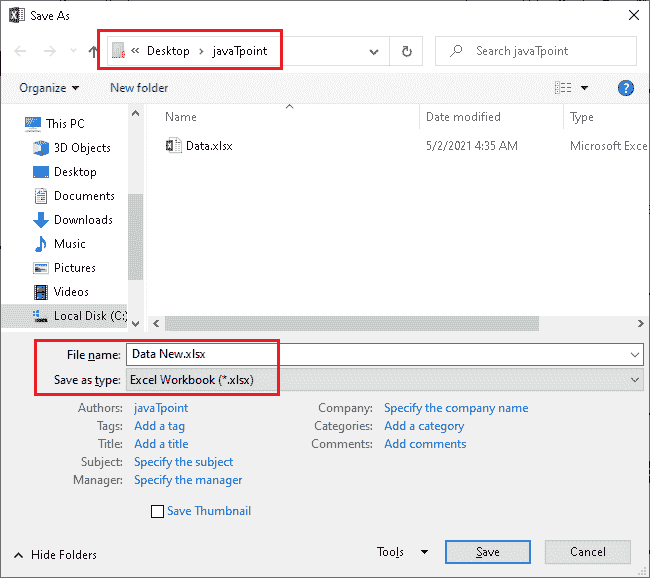 Save As
« Desktop › javaTpoint
Search javaTpoint
Organize
New folder
Name
Date modified
Type
This PC
3D Objects
Desktop
Documents
Downloads
Music
Pictures
Videos
Local Disk (C:)
Data.xlsx
5/2/2021 4:35 AM
Microsoft Exce
File name: Data New.xlsx
Save as type: Excel Workbook (*.xlsx)
Authors: javaTpoint
Tags: Add a tag
Title: Add a title
Subject: Specify the subject
Manager: Specify the manager
Company: Specify the company name
Categories: Add a category
Comments: Add comments
Save Thumbnail
Hide Folders
Tools
Save
Cancel